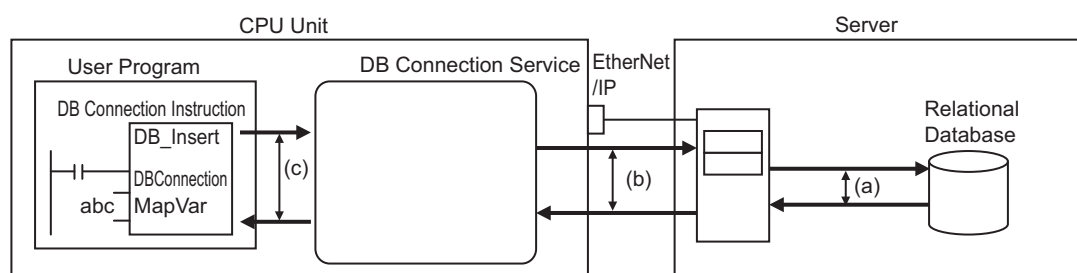 CPU Unit
Server
User Program
DB Connection Service
EtherNet
/IP
DB Connection Instruction
DB_Insert
DBConnection
abc
MapVar
(c)
(b)
(a)
Relational
Database